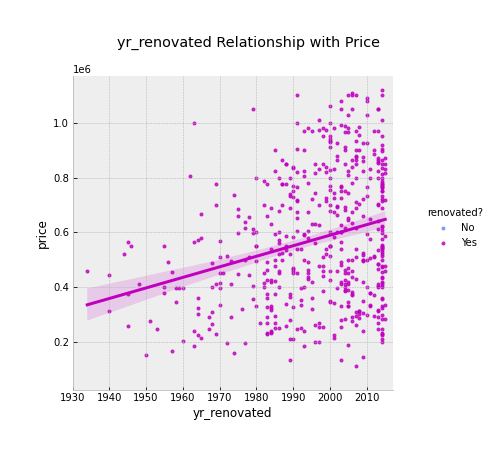 yr_renovated Relationship with Price
1e6
1.0
0.8
0.6
0.4
0.2
price
1930 1940 1950 1960 1970 1980 1990 2000 2010
yr_renovated
renovated?
No
Yes